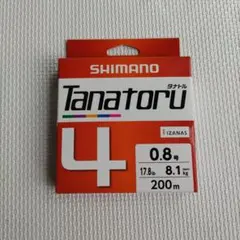 SHIMANO
タナトル
Tanatoru
4
IZANAS
0.8号
17.8lb 8.1kg
200m